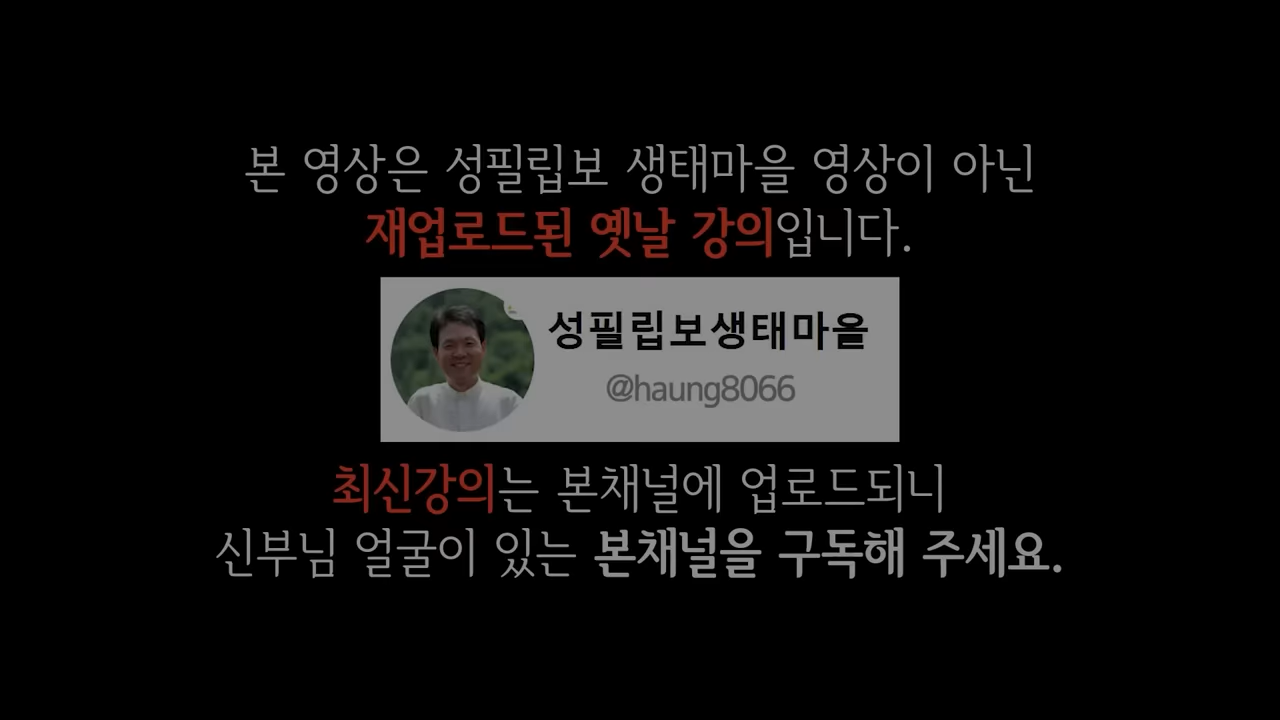 본 영상은 성필립보 생태마을 영상이 아닌
재업로드된 옛날 강의입니다.
성필립보생태마을
@haung8066
최신강의는 본채널에 업로드되니
신부님 얼굴이 있는 본채널을 구독해 주세요.